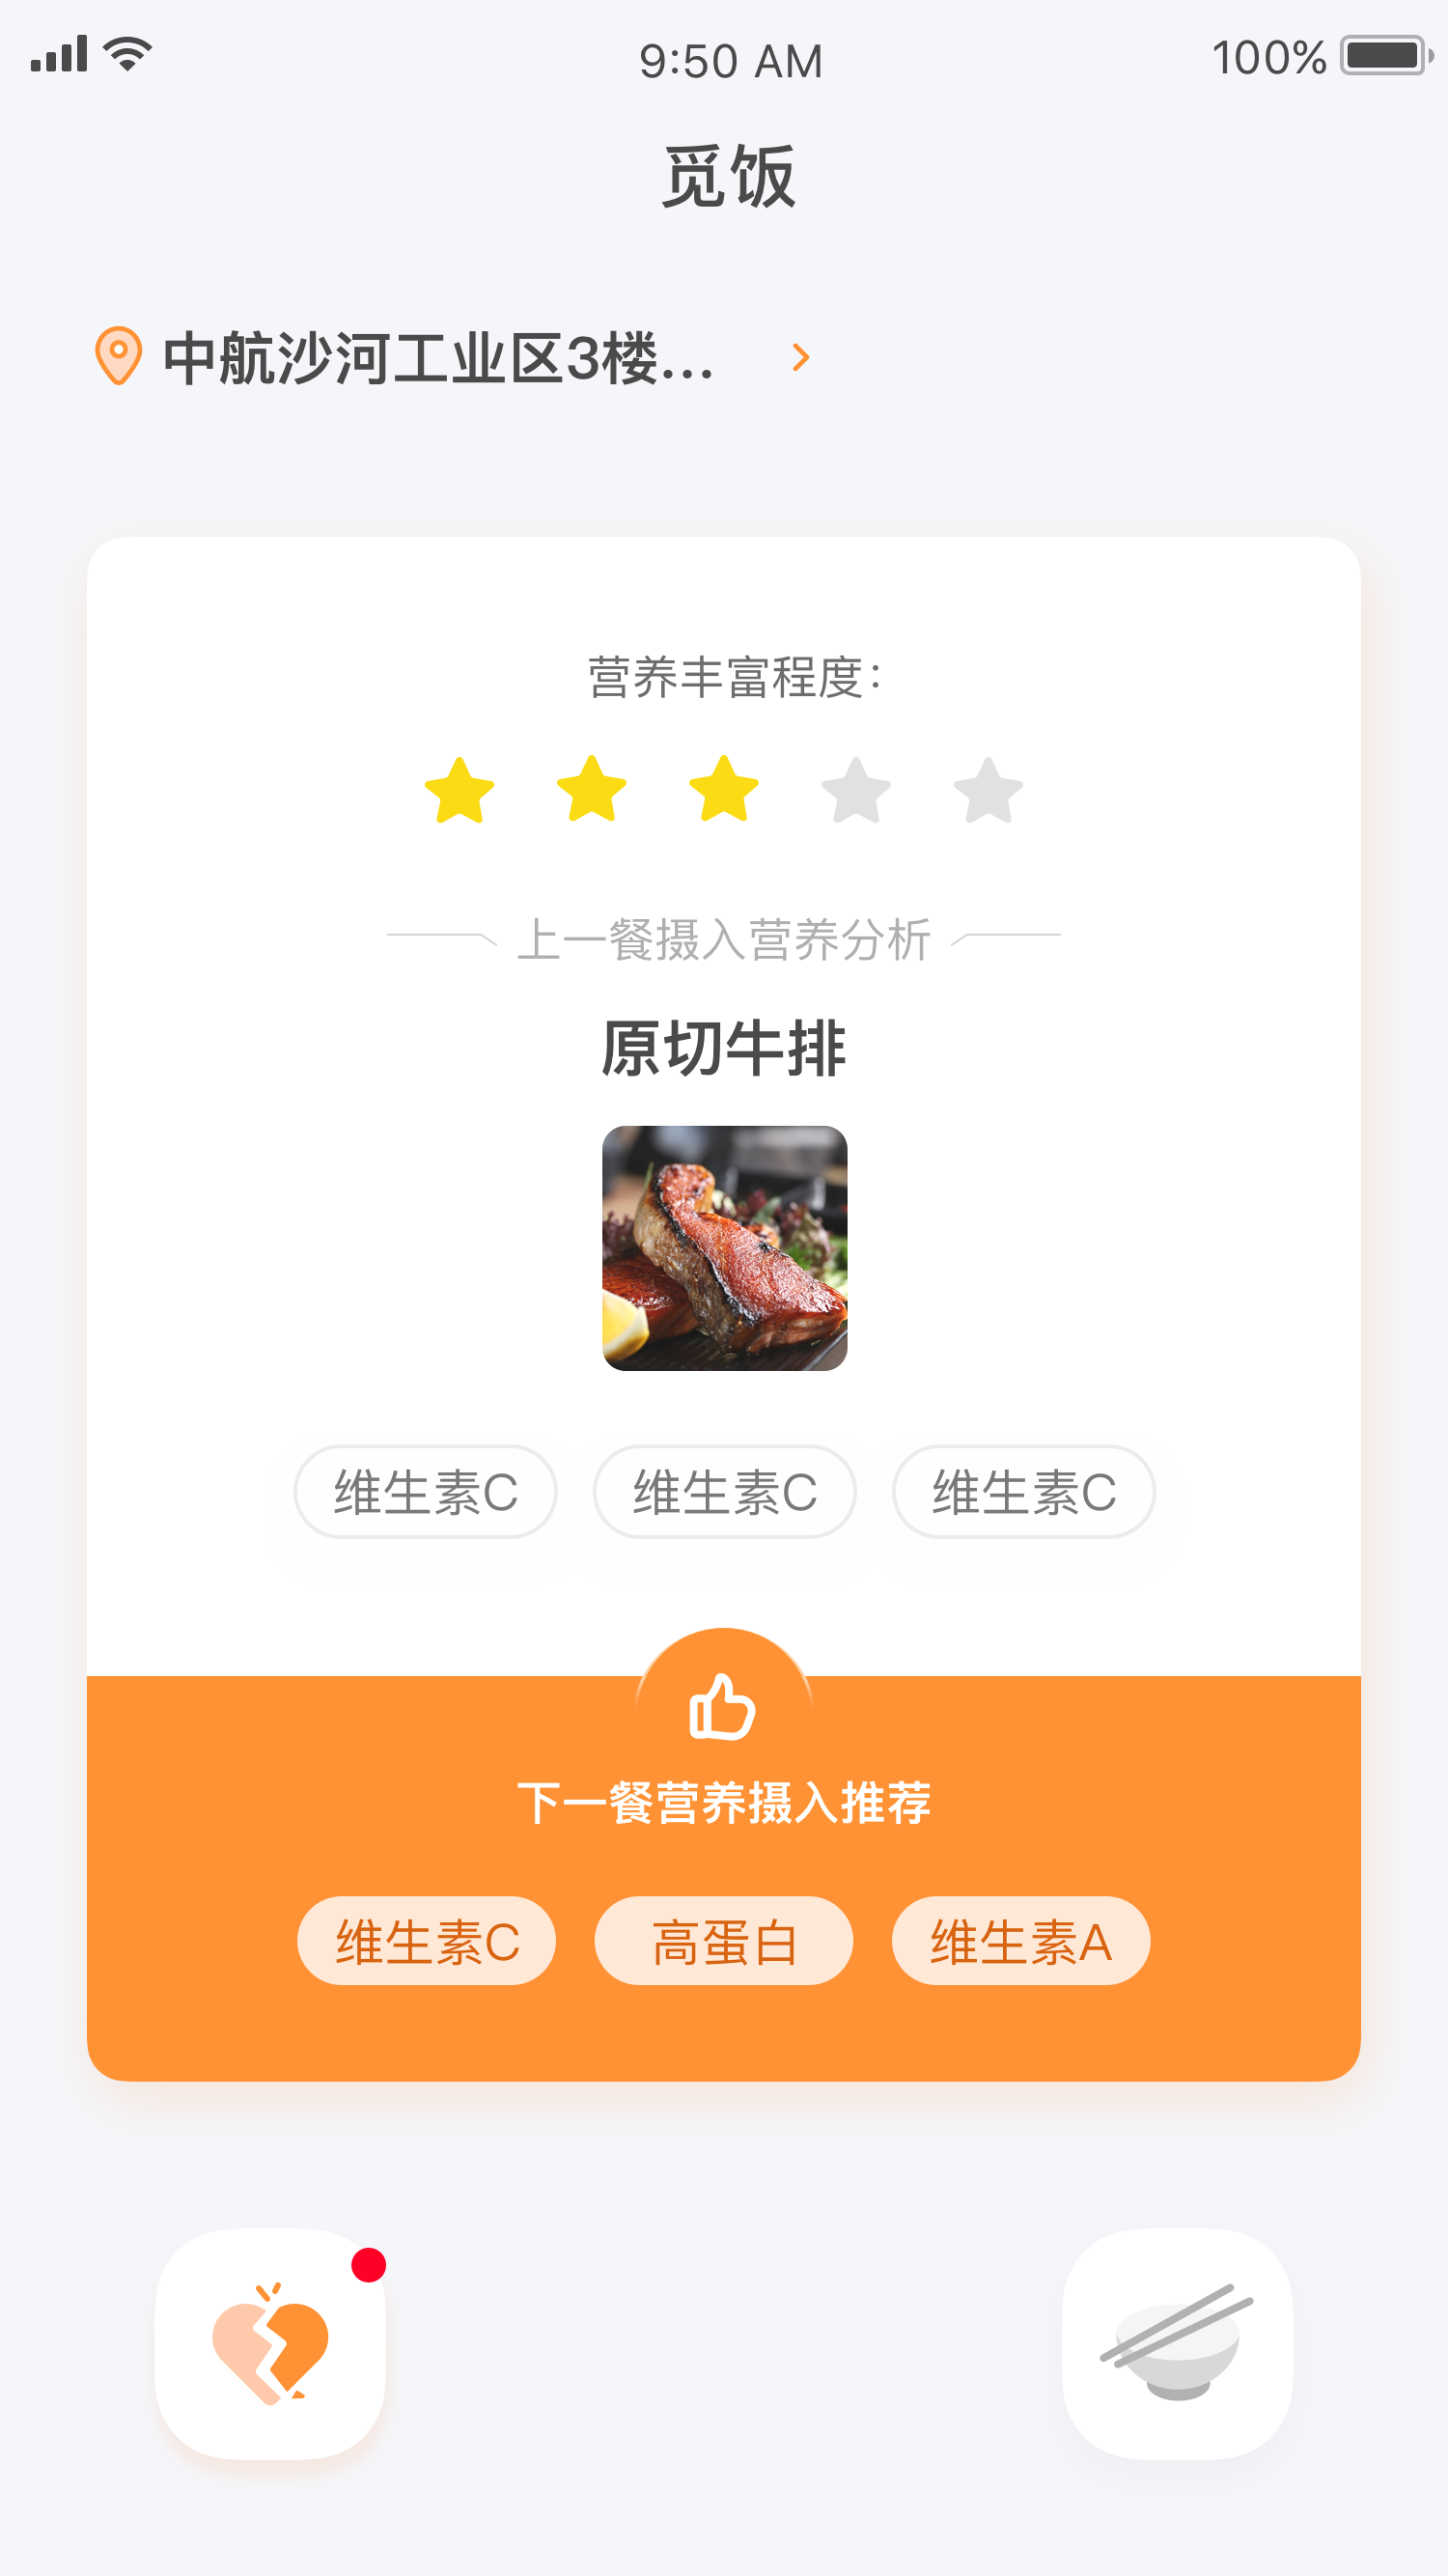 9:50 AM
100%
觅饭
中航沙河工业区3楼...
营养丰富程度：
上一餐摄入营养分析
原切牛排
维生素C
维生素C
维生素C
下一餐营养摄入推荐
维生素C
高蛋白
维生素A